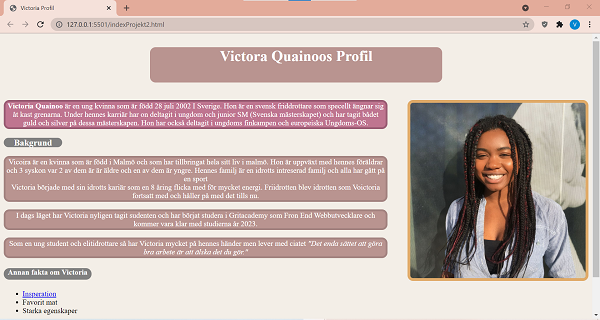 Victoria Profil
127.0.0.1:5501/indexProjekt2.html
V
Victora Quainoos Profil
Victoria Quainoo är en ung kvinna som är född 28 juli 2002 I Sverige. Hon är en svensk friddrottare som specellt ängnar sig
åt kast grenarna. Under hennes karriär har on deltagit i ungdom och junior SM (Svenska mästerskapet) och har tagit bådet
guld och silver på dessa mästerskapen. Hon har också deltagit i ungdoms finkampen och europeiska Ungdoms-OS.
Bakgrund
Vicoira är en kvinna som är född i Malmö och som har tillbringat hela sitt liv i malmö. Hon är uppväxt med hennes föräldrar
och 3 syskon var 2 av dem är är äldre och en av dem är yngre. Hennes familj är en idrotts intreserad familj och alla har gått på
en sport
Victoria började med sin idrotts kariär som en 8 åring flicka med för mycket energi. Friidrotten blev idrotten som Voictoria
fortsatt med och håller på med det tills nu.
I dags läget har Victoria nyligen tagit sudenten och har börjat studera i Gritacademy som Fron End Webbutvecklare och
kommer vara klar med studierna år 2023.
Som en ung student och elitidrottare så har Victoria mycket på hennes händer men lever med ciatet "Det enda sättet att göra
bra arbete är att älska det du gör."
Annan fakta om Victoria
Insperation
Favorit mat
Starka egenskaper